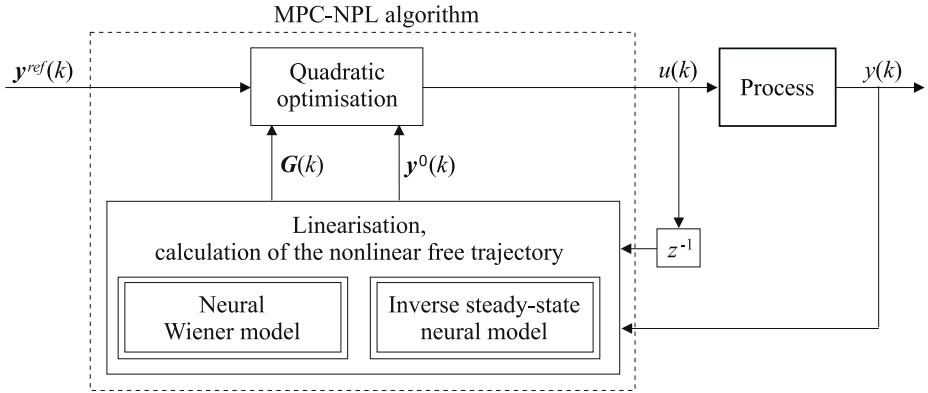 MPC-NPL algorithm
y^ref(k)
Quadratic
optimisation
u(k)
Process
y(k)
G(k)
y^0(k)
Linearisation,
calculation of the nonlinear free trajectory
z^-1
Neural
Wiener model
Inverse steady-state
neural model